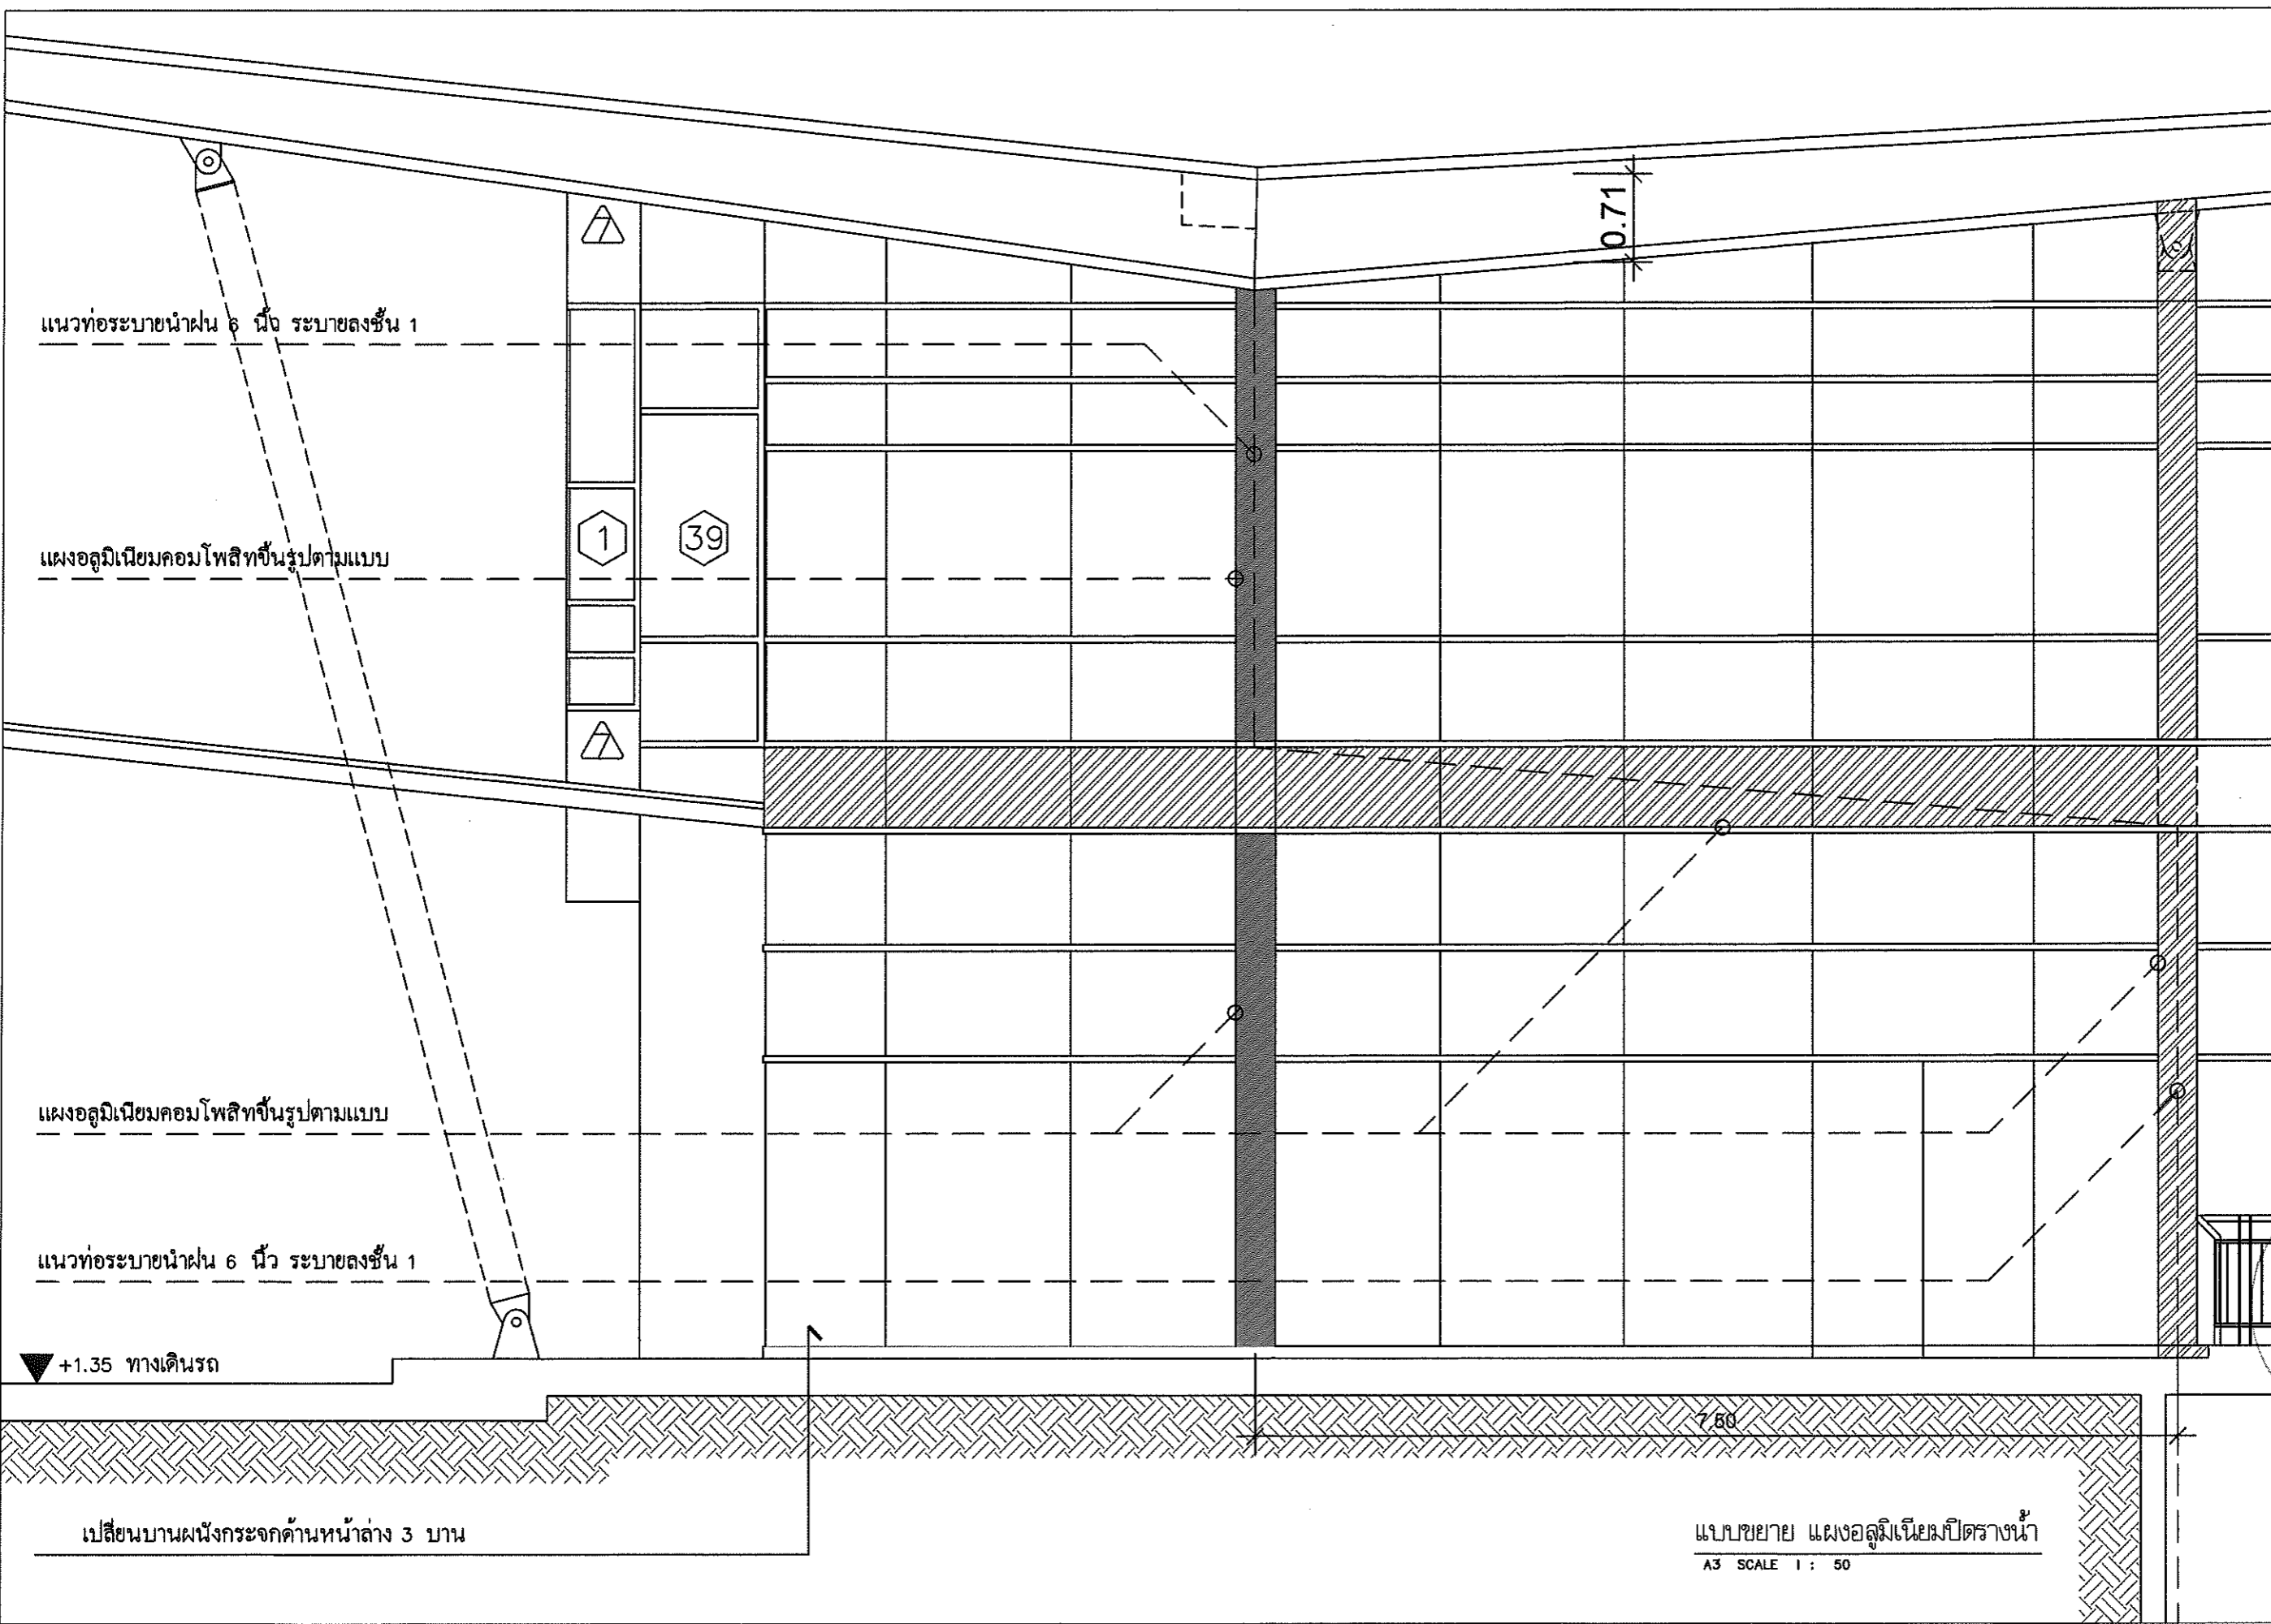 0.71
7
แนวท่อระบายนำฝน 6 นิ้ว ระบายลงชั้น 1
1
39
แผงอลูมิเนียมคอมโพสิทขึ้นรูปตามแบบ
7
แผงอลูมิเนียมคอมโพสิทขึ้นรูปตามแบบ
แนวท่อระบายนำฝน 6 นิ้ว ระบายลงชั้น 1
+1.35 ทางเดินรถ
7.50
เปลี่ยนบานผนังกระจกด้านหน้าล่าง 3 บาน
แบบขยาย แผงอลูมิเนียมปิดรางน้ำ
A3 SCALE 1 : 50